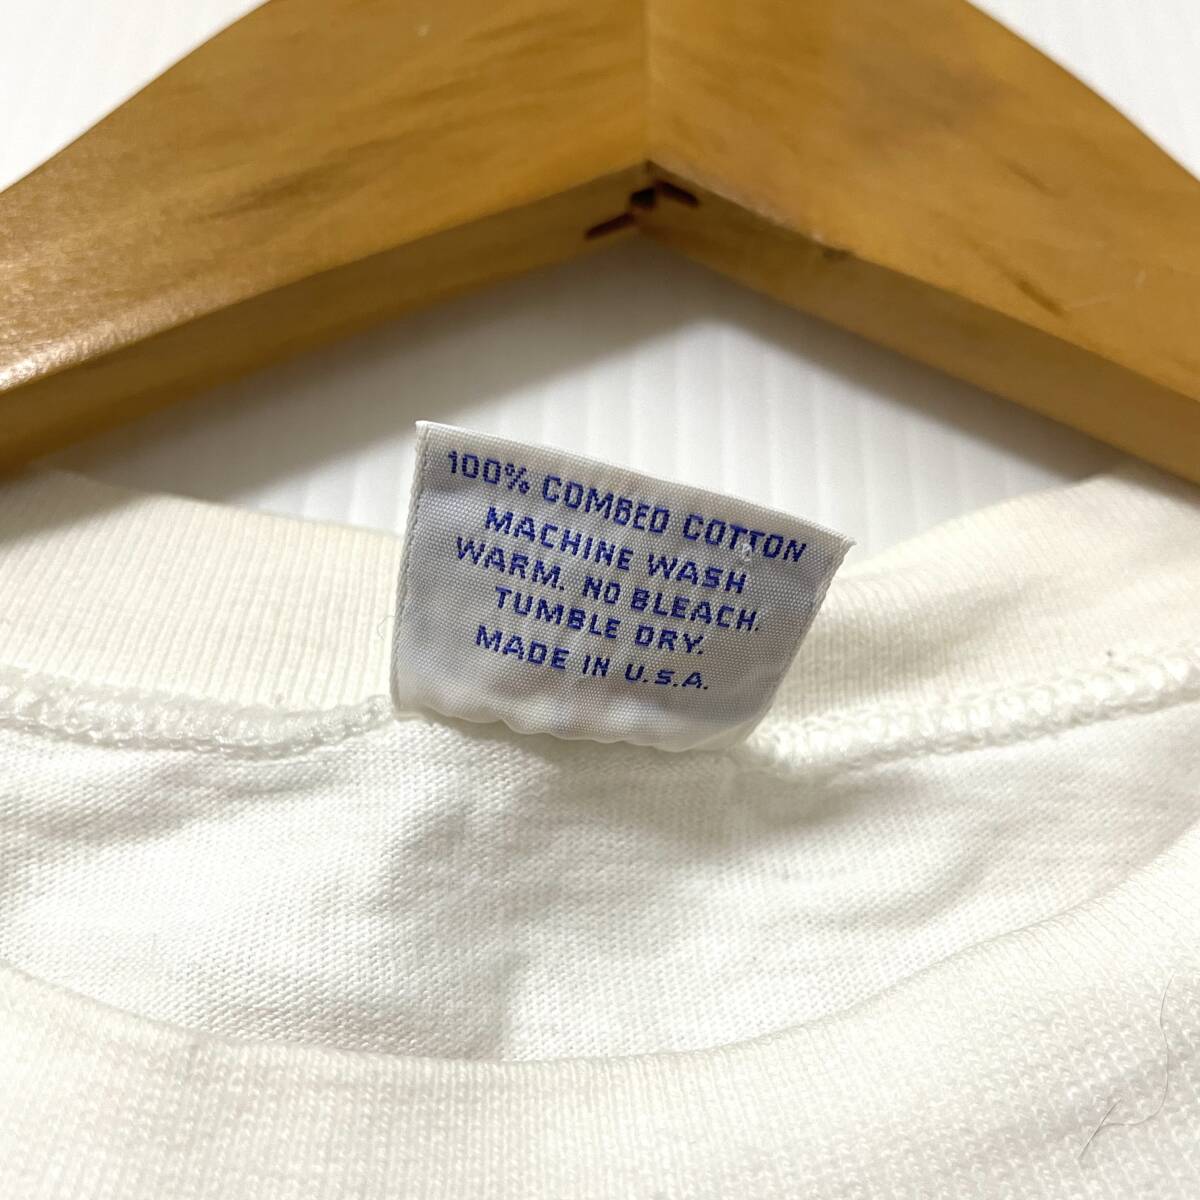 100% COMBED COTTON
MACHINE WASH
WARM. NO BLEACH.
TUMBLE DRY.
MADE IN U.S.A.